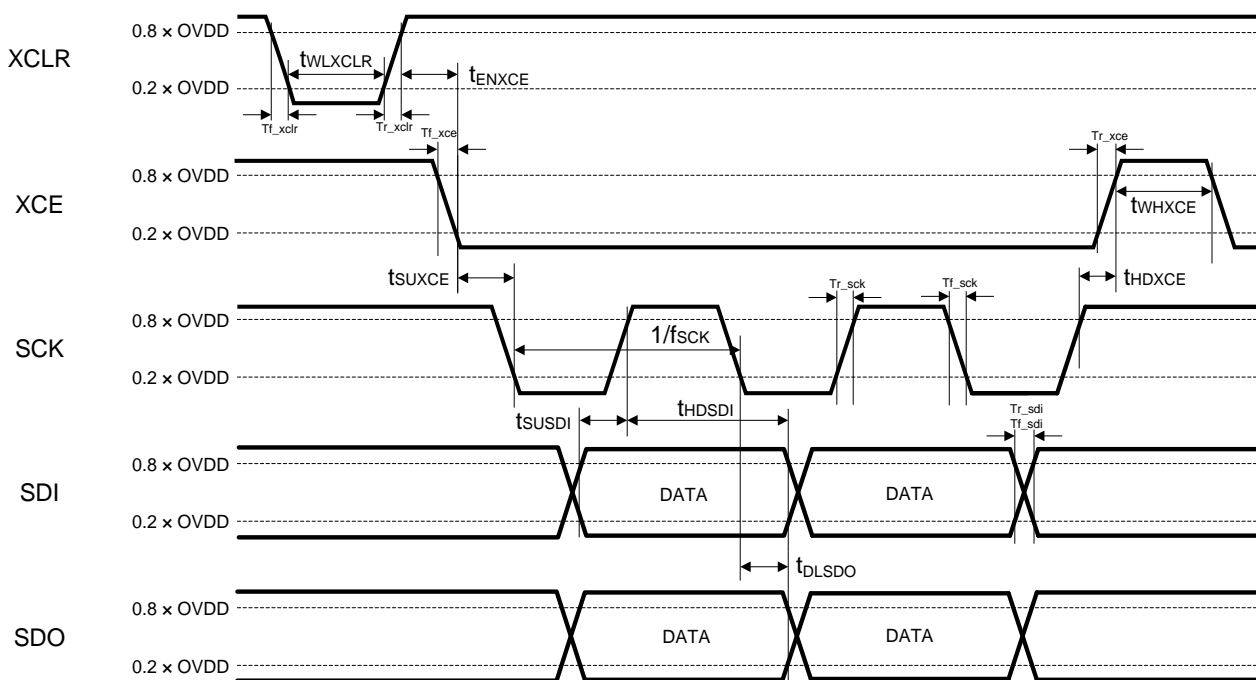 XCLR
0.8 × OVDD
0.2 × OVDD
tWLXCLR
tENXCE
Tf_xclr
Tr_xclr
Tf_xce
Tr_xce
XCE
0.8 × OVDD
0.2 × OVDD
tWHXCE
tSUXCE
Tr_sck
Tf_sck
tHDXCE
SCK
0.8 × OVDD
0.2 × OVDD
1/fSCK
tSUSDI
tHDSDI
Tr_sdi
Tf_sdi
SDI
0.8 × OVDD
0.2 × OVDD
DATA
DATA
tDLSDO
SDO
0.8 × OVDD
0.2 × OVDD
DATA
DATA